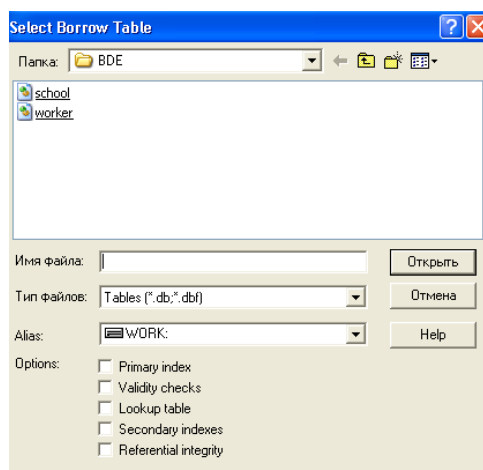 Select Borrow Table
Папка: BDE
school
worker
Имя файла:
Открыть
Тип файлов: Tables (*.db;*.dbf)
Отмена
Alias: WORK:
Help
Options: Primary index
Validity checks
Lookup table
Secondary indexes
Referential integrity